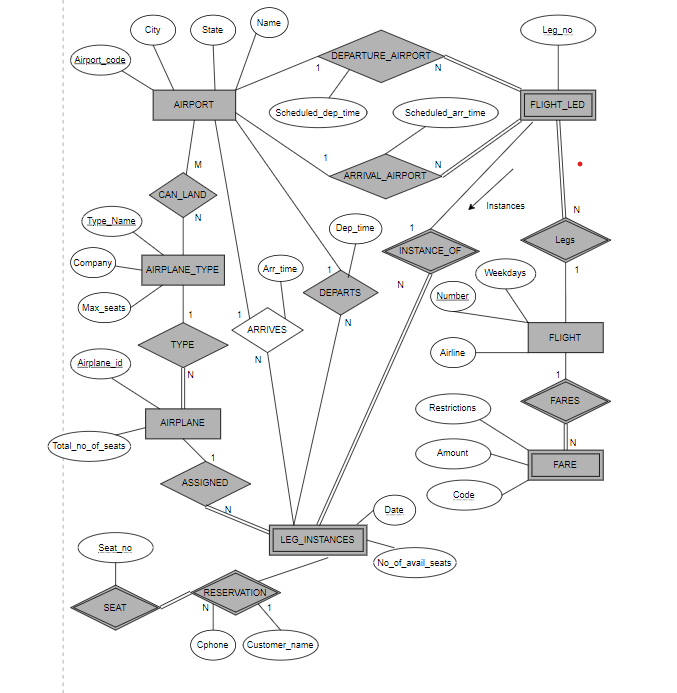 City
State
Name
Airport_code
Leg_no
DEPARTURE_AIRPORT
1
N
AIRPORT
FLIGHT_LED
Scheduled_dep_time
Scheduled_arr_time
1
N
ARRIVAL_AIRPORT
M
CAN_LAND
N
Instances
N
Type_Name
Dep_time
1
Legs
INSTANCE_OF
Company
AIRPLANE_TYPE
Arr_time
1
1
Weekdays
N
DEPARTS
Number
Max_seats
1
1
N
ARRIVES
FLIGHT
TYPE
Airline
N
Airplane_id
N
1
FARES
Restrictions
AIRPLANE
N
Total_no_of_seats
Amount
1
FARE
ASSIGNED
Code
N
Date
LEG_INSTANCES
Seat_no
No_of_avail_seats
RESERVATION
SEAT
N
1
Cphone
Customer_name